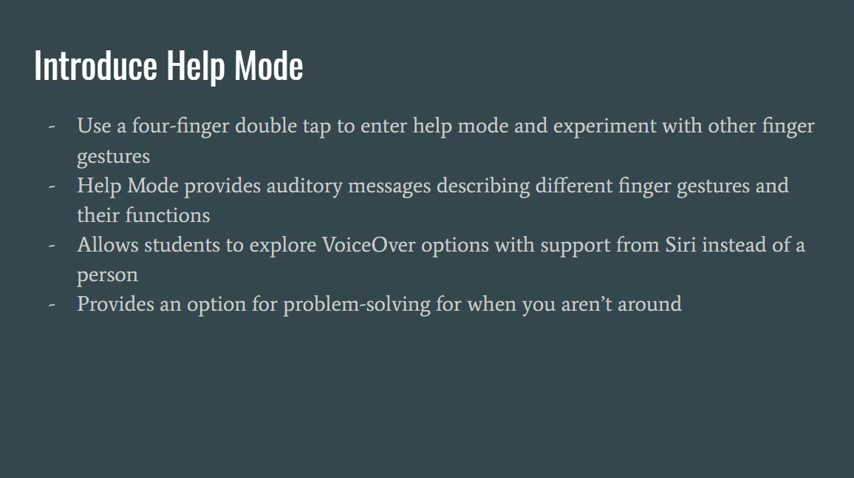 Introduce Help Mode
- Use a four-finger double tap to enter help mode and experiment with other finger
gestures
- Help Mode provides auditory messages describing different finger gestures and
their functions
- Allows students to explore VoiceOver options with support from Siri instead of a
person
- Provides an option for problem-solving for when you aren’t around